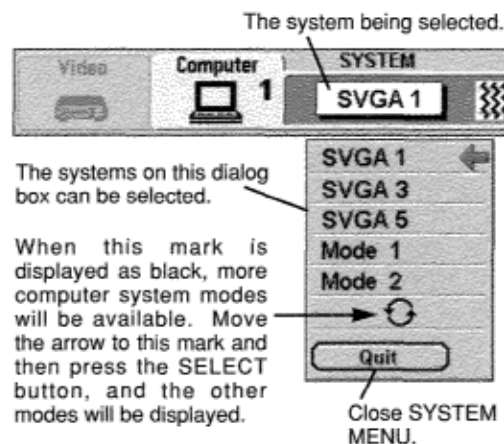 The system being selected.
Video
Computer
1
SYSTEM
SVGA 1
The systems on this dialog
box can be selected.
SVGA 1
SVGA 3
SVGA 5
Mode 1
Mode 2
Quit
When this mark is
displayed as black, more
computer system modes
will be available. Move
the arrow to this mark and
then press the SELECT
button, and the other
modes will be displayed.
Close SYSTEM
MENU.